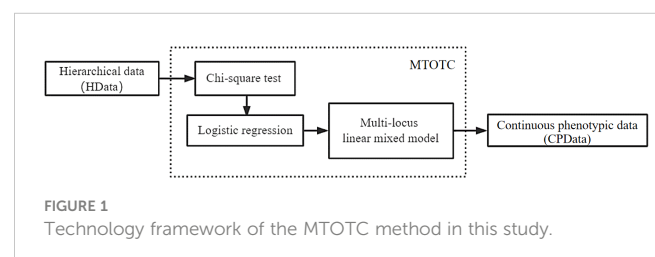 MTOTC
Hierarchical data
(HData)
Chi-square test
Logistic regression
Multi-locus
linear mixed model
Continuous phenotypic data
(CPData)
FIGURE 1
Technology framework of the MTOTC method in this study.